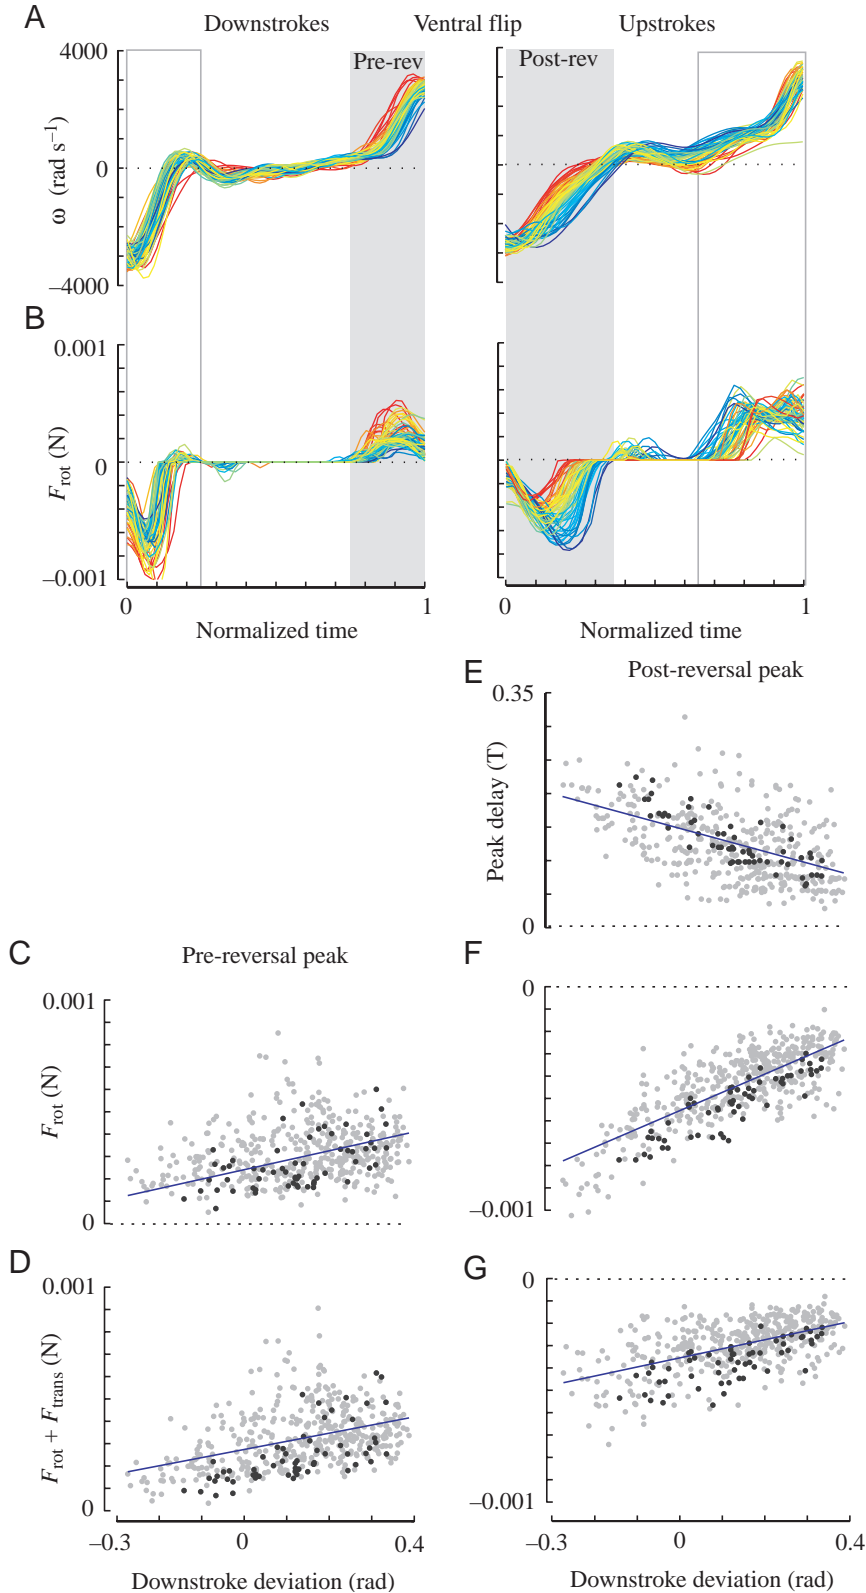 A
Downstrokes
Ventral flip
Upstrokes
4000
Pre-rev
Post-rev
ω (rad s⁻¹)
0
–4000
B
0.001
F_rot (N)
0
–0.001
0
1
0
1
Normalized time
Normalized time
E
Post-reversal peak
0.35
Peak delay (T)
0
C
Pre-reversal peak
F
0.001
0
F_rot (N)
0
–0.001
D
G
0.001
0
F_rot + F_trans (N)
0
–0.001
–0.3
0
0.4
–0.3
0
0.4
Downstroke deviation (rad)
Downstroke deviation (rad)